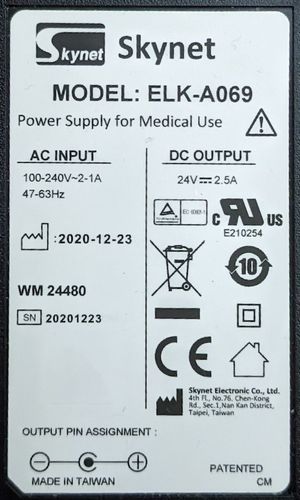 Skynet Skynet
MODEL: ELK-A069
Power Supply for Medical Use
AC INPUT
100-240V~2-1A
47-63Hz
DC OUTPUT
24V⎓2.5A
c RU US
E210254
: 2020-12-23
10
WM 24480
SN 20201223
CE
Skynet Electronic Co., Ltd.
4th Fl., No.76, Chen-Kong
Rd., Sec.1,Nan Kan District,
Taipei, Taiwan
OUTPUT PIN ASSIGNMENT :
MADE IN TAIWAN
PATENTED
CM